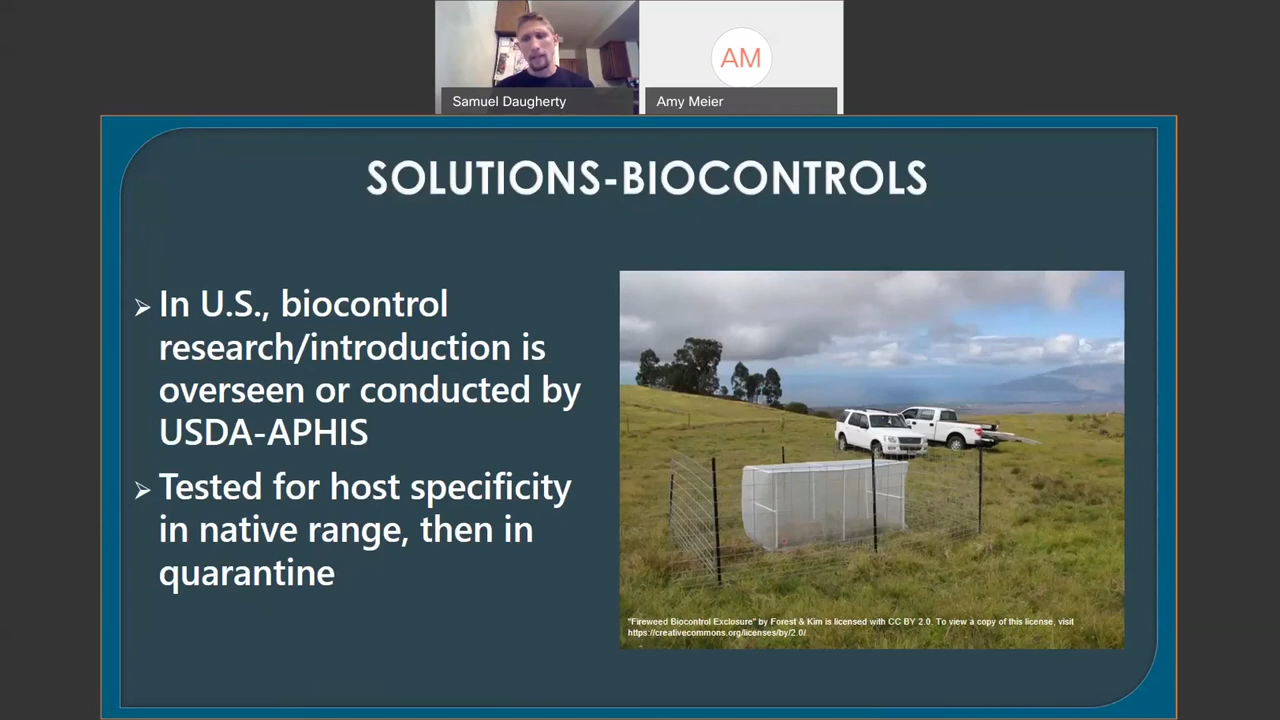 AM
Samuel Daugherty
Amy Meier
SOLUTIONS-BIOCONTROLS
In U.S., biocontrol
research/introduction is
overseen or conducted by
USDA-APHIS
Tested for host specificity
in native range, then in
quarantine
"Fireweed Biocontrol Exclosure" by Forest & Kim is licensed with CC BY 2.0. To view a copy of this license, visit
https://creativecommons.org/licenses/by/2.0/